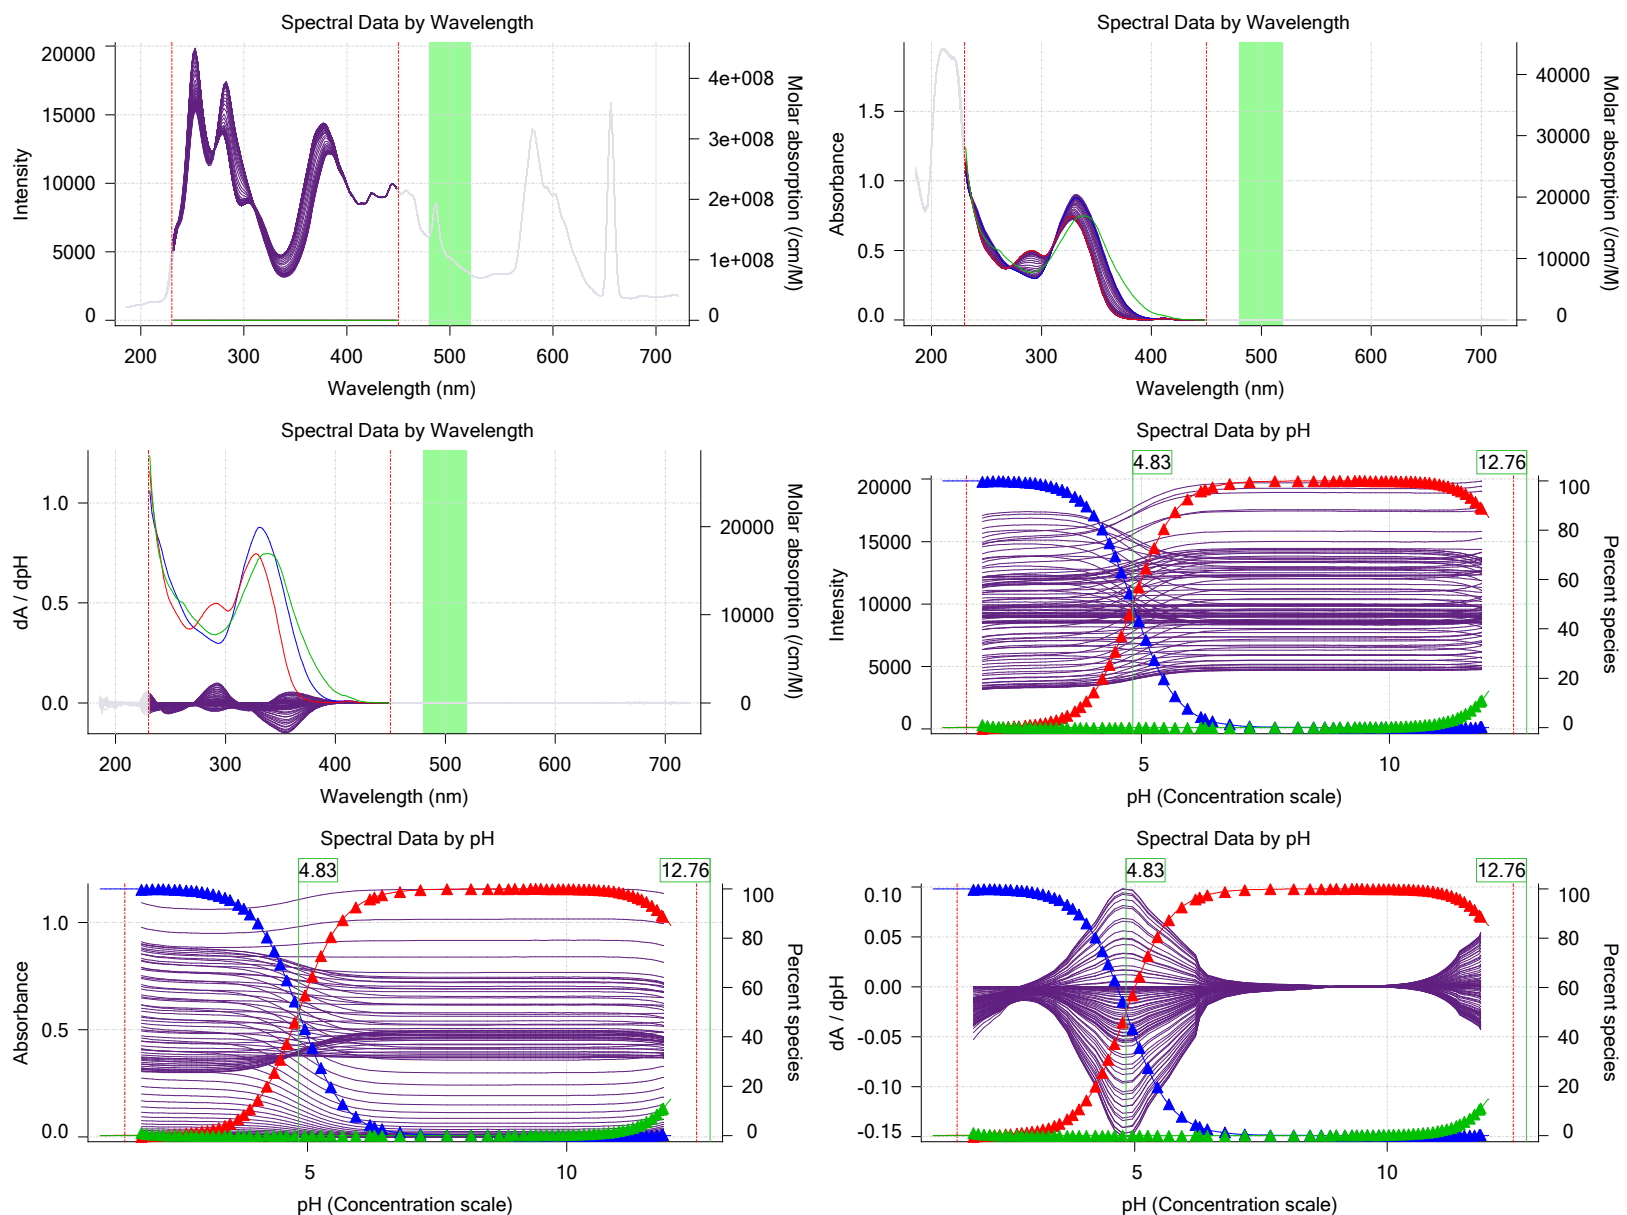 Spectral Data by Wavelength
Intensity
20000
15000
10000
5000
0
4e+008
3e+008
2e+008
1e+008
0
Molar absorption (/cm/M)
200 300 400 500 600 700
Wavelength (nm)
Spectral Data by Wavelength
Absorbance
1.5
1.0
0.5
0.0
40000
30000
20000
10000
0
Molar absorption (/cm/M)
200 300 400 500 600 700
Wavelength (nm)
Spectral Data by Wavelength
dA / dpH
1.0
0.5
0.0
20000
10000
0
Molar absorption (/cm/M)
200 300 400 500 600 700
Wavelength (nm)
Spectral Data by pH
4.83 12.76
Intensity
20000
15000
10000
5000
0
100
80
60
40
20
0
Percent species
5 10
pH (Concentration scale)
Spectral Data by pH
4.83 12.76
Absorbance
1.0
0.5
0.0
100
80
60
40
20
0
Percent species
5 10
pH (Concentration scale)
Spectral Data by pH
4.83 12.76
dA / dpH
0.10
0.05
0.00
-0.05
-0.10
-0.15
100
80
60
40
20
0
Percent species
5 10
pH (Concentration scale)